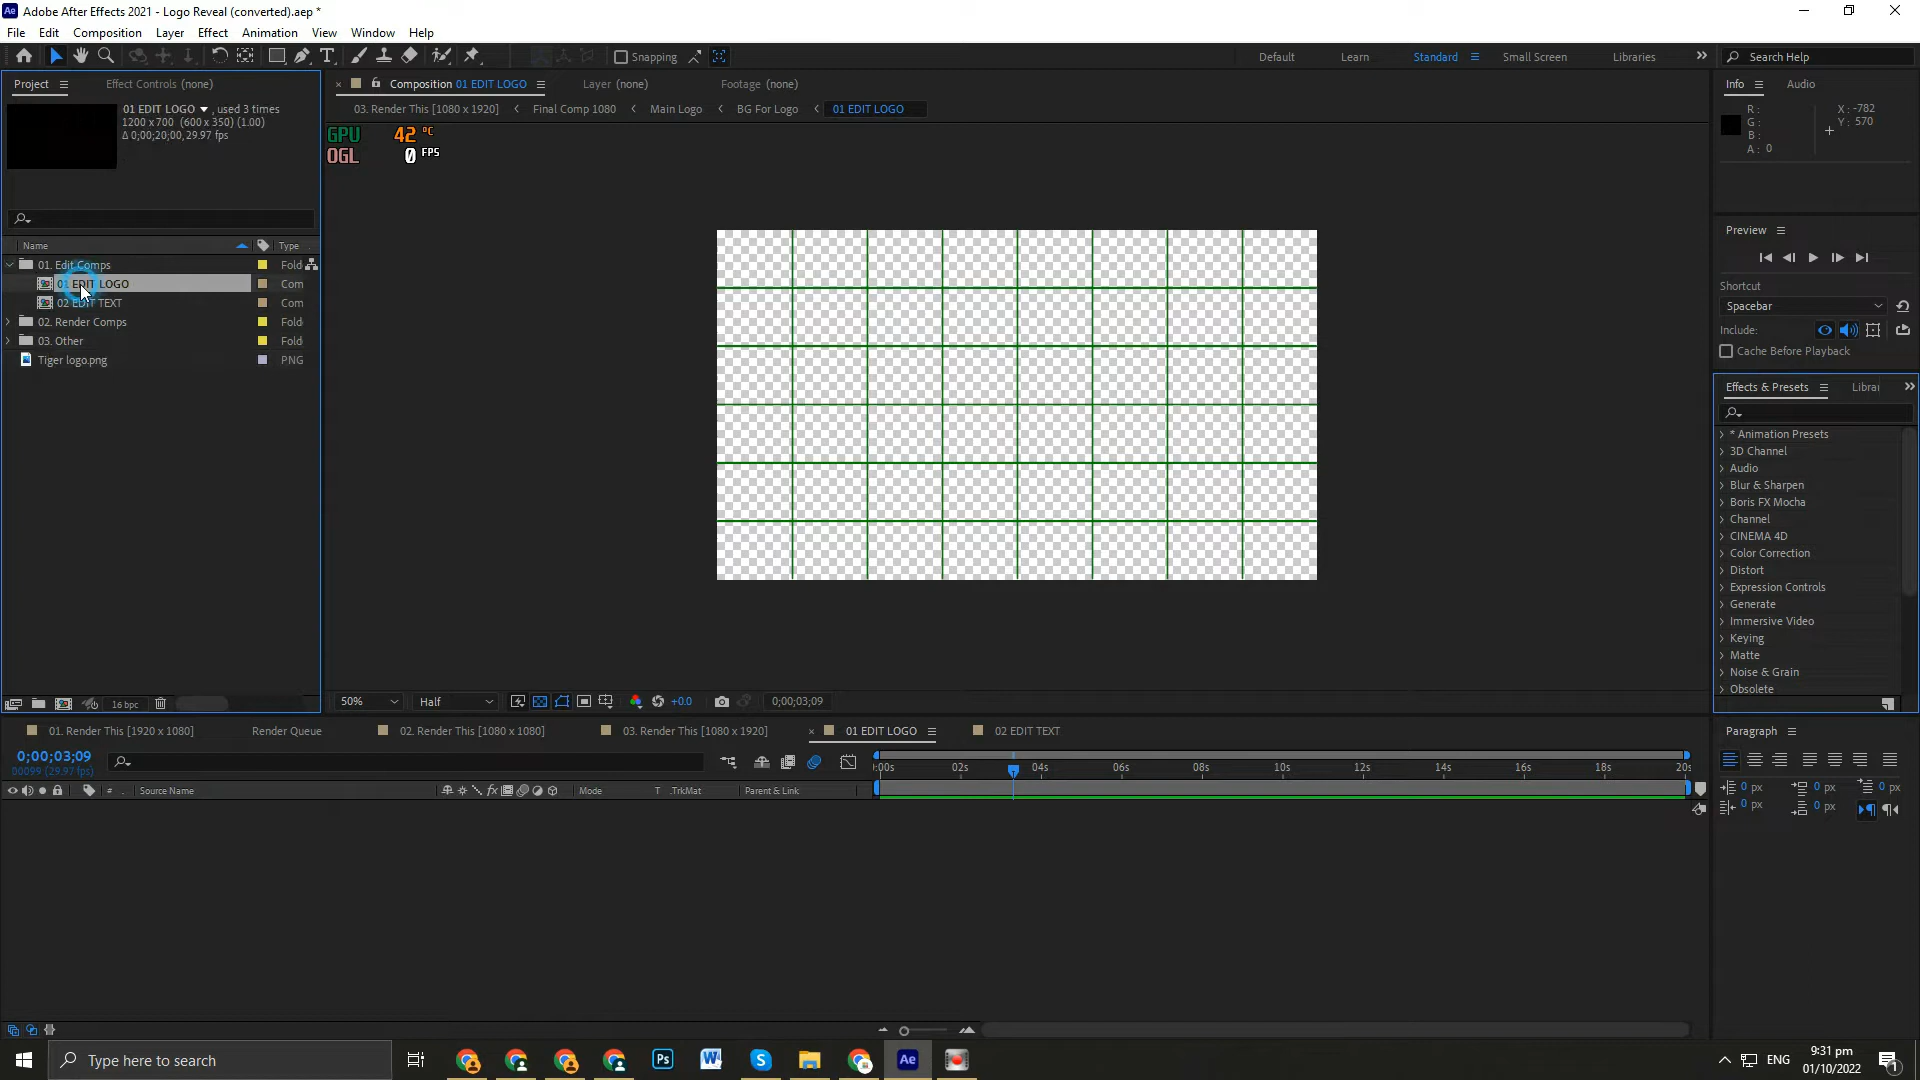 Adobe After Effects 2021 - Logo Reveal (converted).aep *
File Edit Composition Layer Effect Animation View Window Help
Snapping
Default Learn Standard Small Screen Libraries
Search Help
Project Effect Controls (none)
01 EDIT LOGO , used 3 times
1200 x 700 (600 x 350) (1.00)
Δ 0;00;20;00, 29.97 fps
Name Type
01. Edit Comps Fold
01 EDIT LOGO Com
02 EDIT TEXT Com
02. Render Comps Fold
03. Other Fold
Tiger logo.png PNG
16 bpc
Composition 01 EDIT LOGO Layer (none) Footage (none)
03. Render This [1080 x 1920] Final Comp 1080 Main Logo BG For Logo 01 EDIT LOGO
GPU 42 °C
OGL 0 FPS
50% Half +0.0 0;00;03;09
Info Audio
R :
G :
B :
A : 0
X : -782
Y : 570
Preview
Shortcut
Spacebar
Include:
Cache Before Playback
Effects & Presets Librar
* Animation Presets
3D Channel
Audio
Blur & Sharpen
Boris FX Mocha
Channel
CINEMA 4D
Color Correction
Distort
Expression Controls
Generate
Immersive Video
Keying
Matte
Noise & Grain
Obsolete
01. Render This [1920 x 1080] Render Queue 02. Render This [1080 x 1080] 03. Render This [1080 x 1920] 01 EDIT LOGO 02 EDIT TEXT
0;00;03;09
00099 (29.97 fps)
# Source Name Mode T .TrkMat Parent & Link
:00s 02s 04s 06s 08s 10s 12s 14s 16s 18s 20s
Paragraph
0 px 0 px 0 px
0 px 0 px
Type here to search
Ps W S Ae
ENG
9:31 pm
01/10/2022
1